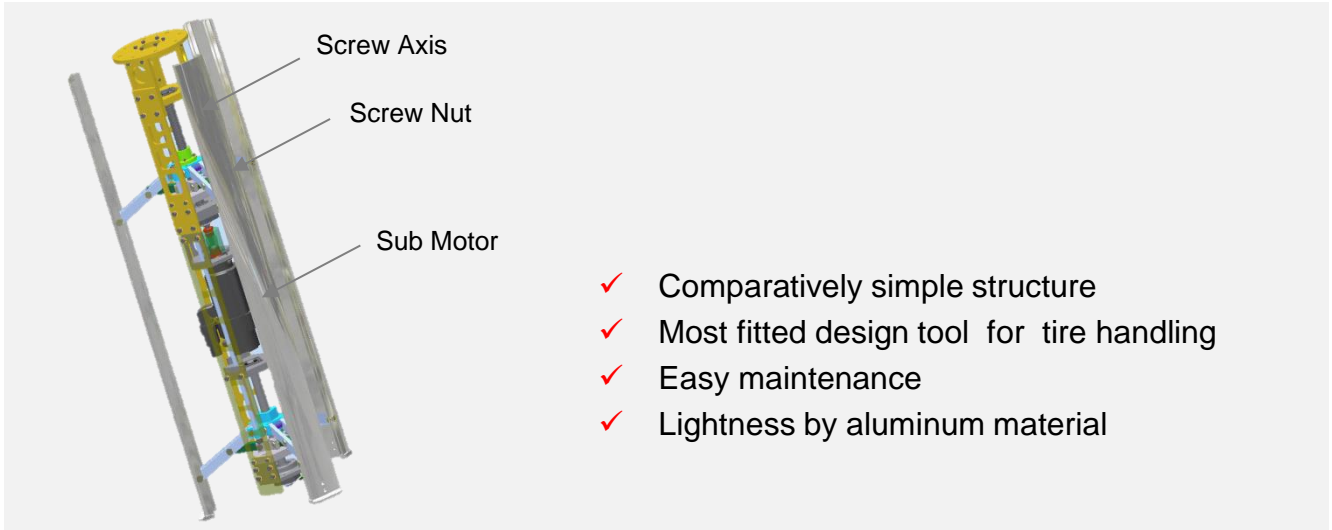 Screw Axis
Screw Nut
Sub Motor
✓ Comparatively simple structure
✓ Most fitted design tool for tire handling
✓ Easy maintenance
✓ Lightness by aluminum material